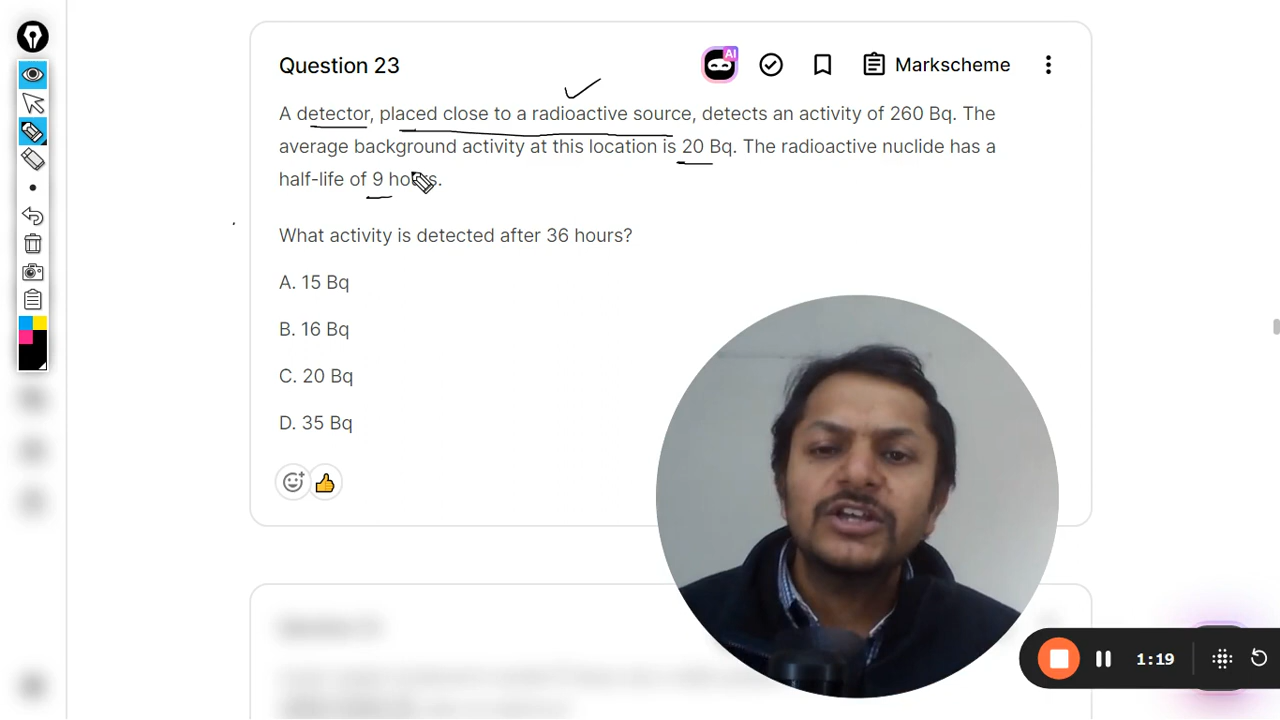 Question 23
AI
Markscheme
A detector, placed close to a radioactive source, detects an activity of 260 Bq. The
average background activity at this location is 20 Bq. The radioactive nuclide has a
half-life of 9 hours.
What activity is detected after 36 hours?
A. 15 Bq
B. 16 Bq
C. 20 Bq
D. 35 Bq
1:19